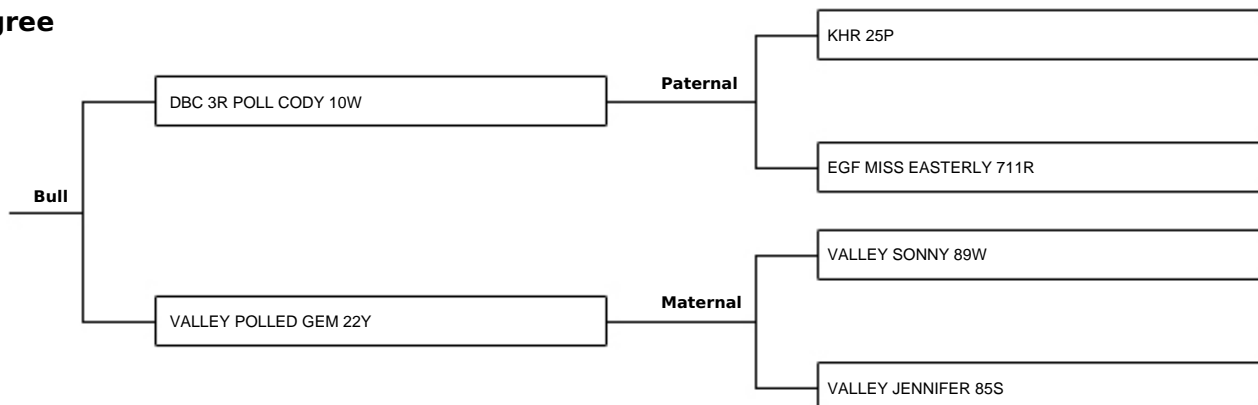 gree
KHR 25P
Paternal
DBC 3R POLL CODY 10W
EGF MISS EASTERLY 711R
Bull
VALLEY SONNY 89W
Maternal
VALLEY POLLED GEM 22Y
VALLEY JENNIFER 85S